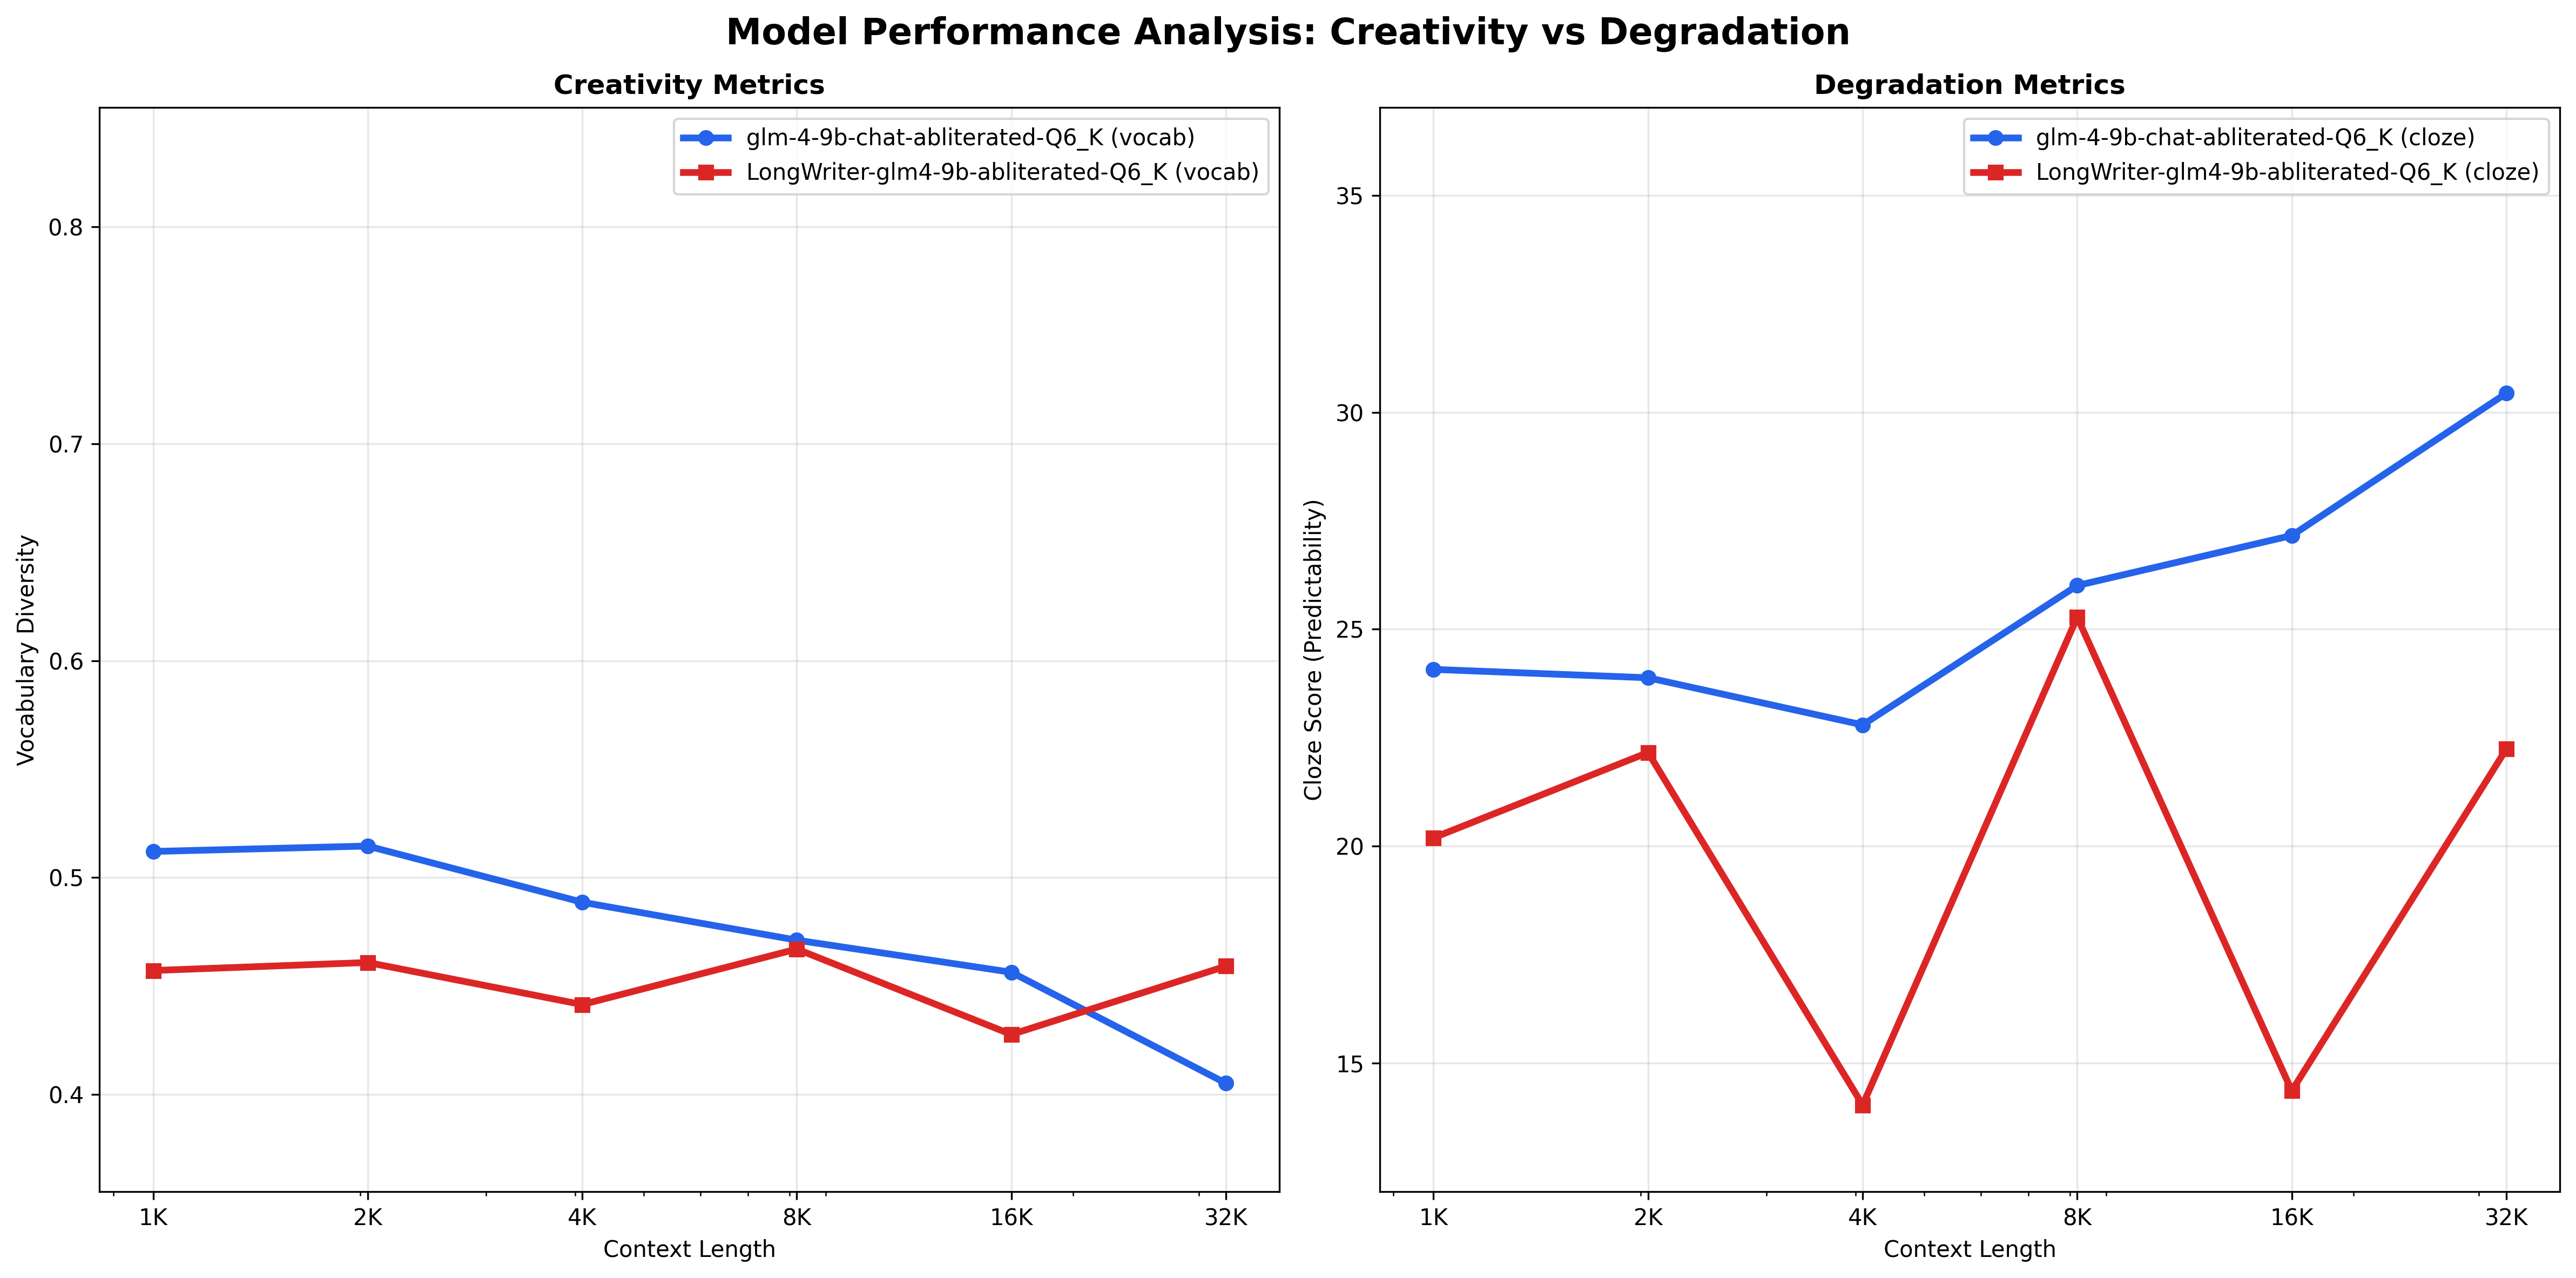 Model Performance Analysis: Creativity vs Degradation
Creativity Metrics
glm-4-9b-chat-abliterated-Q6_K (vocab)
LongWriter-glm4-9b-abliterated-Q6_K (vocab)
0.8
0.7
0.6
0.5
0.4
Vocabulary Diversity
1K
2K
4K
8K
16K
32K
Context Length
Degradation Metrics
glm-4-9b-chat-abliterated-Q6_K (cloze)
LongWriter-glm4-9b-abliterated-Q6_K (cloze)
35
30
25
20
15
Cloze Score (Predictability)
1K
2K
4K
8K
16K
32K
Context Length